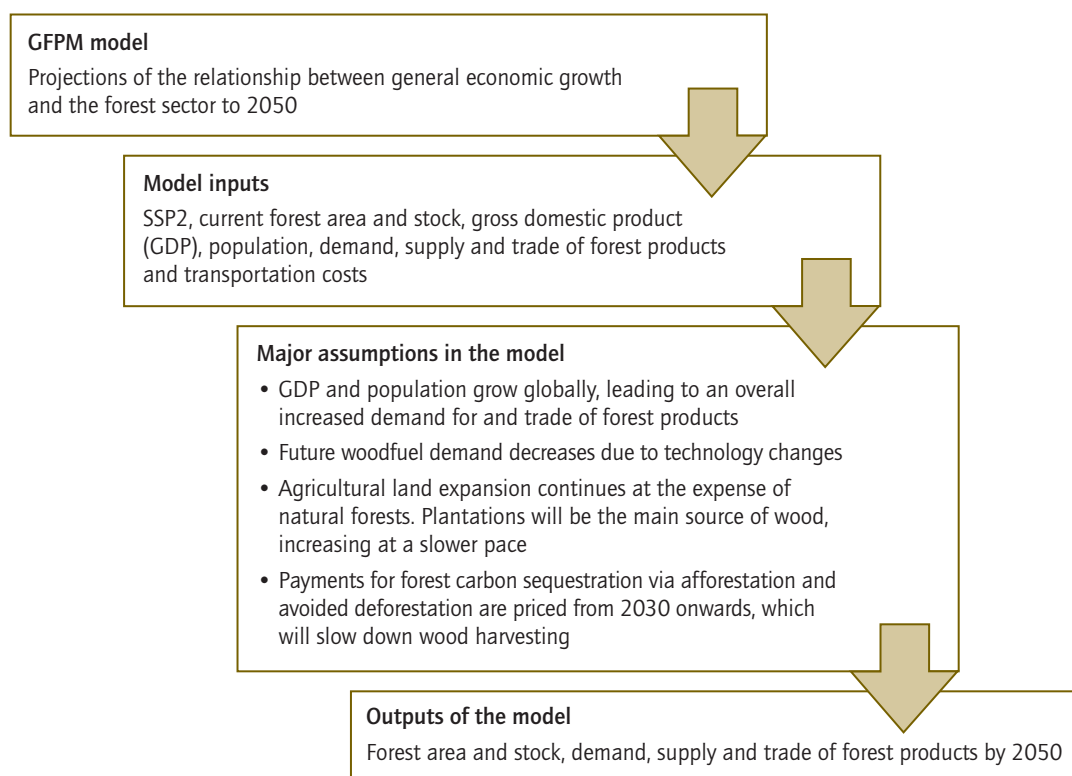 GFPM model
Projections of the relationship between general economic growth
and the forest sector to 2050
Model inputs
SSP2, current forest area and stock, gross domestic product
(GDP), population, demand, supply and trade of forest products
and transportation costs
Major assumptions in the model
• GDP and population grow globally, leading to an overall
increased demand for and trade of forest products
• Future woodfuel demand decreases due to technology changes
• Agricultural land expansion continues at the expense of
natural forests. Plantations will be the main source of wood,
increasing at a slower pace
• Payments for forest carbon sequestration via afforestation and
avoided deforestation are priced from 2030 onwards, which
will slow down wood harvesting
Outputs of the model
Forest area and stock, demand, supply and trade of forest products by 2050